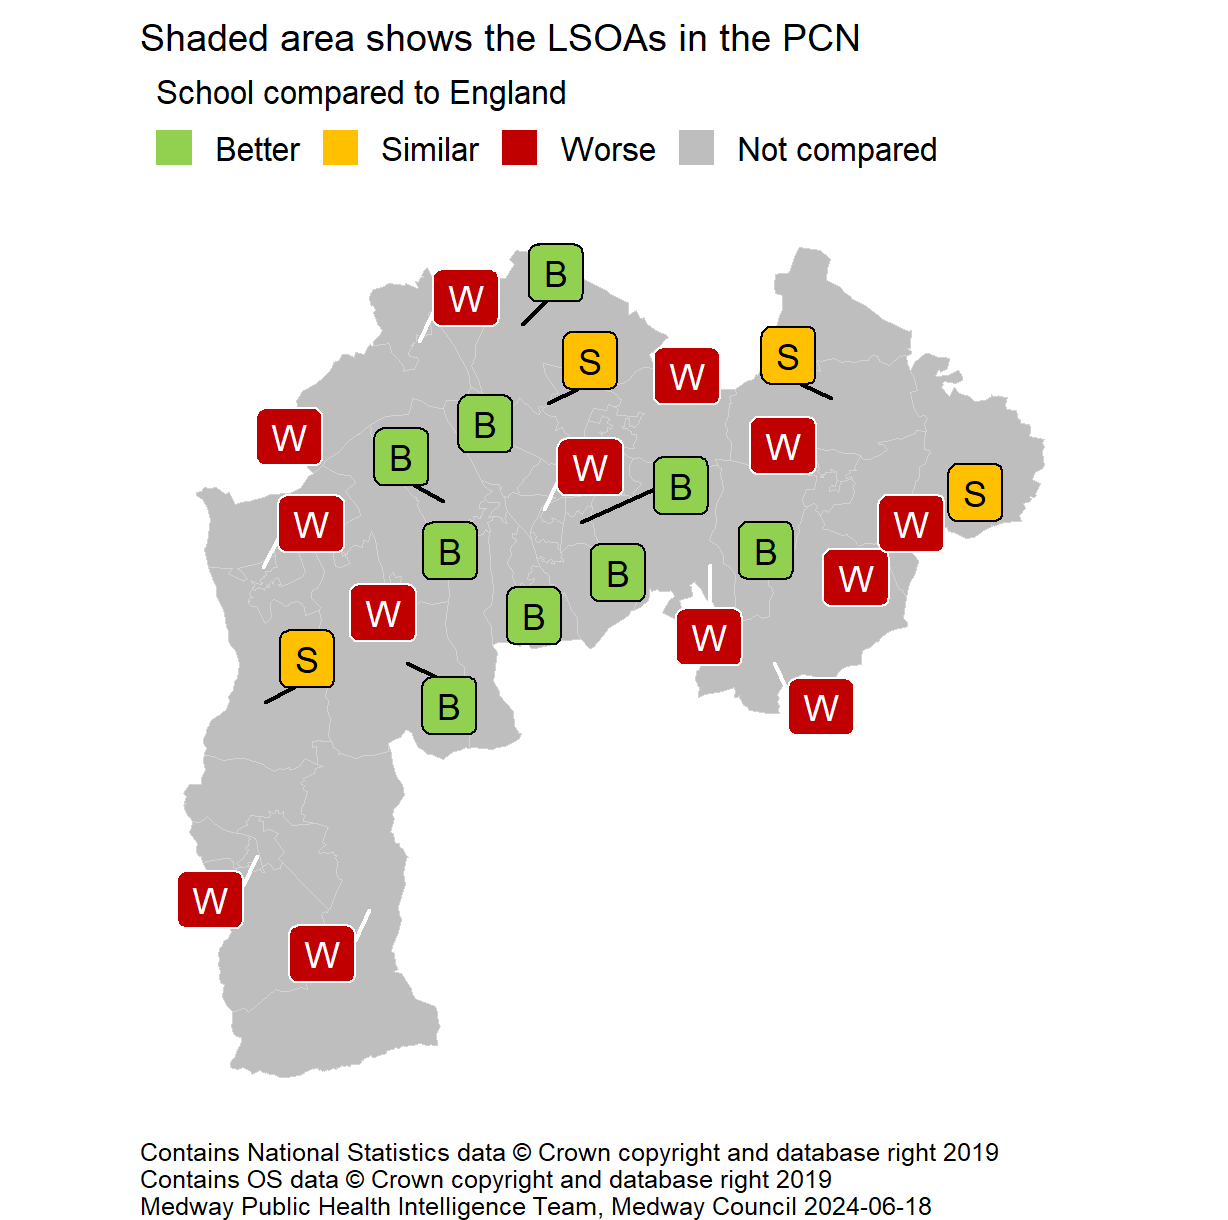 Shaded area shows the LSOAs in the PCN
School compared to England
Better Similar Worse Not compared
B
W
S
S
W
B
W
B
W
W
B
S
W
W
B
B
B
W
W
B
B
W
S
W
B
W
W
W
Contains National Statistics data © Crown copyright and database right 2019
Contains OS data © Crown copyright and database right 2019
Medway Public Health Intelligence Team, Medway Council 2024-06-18